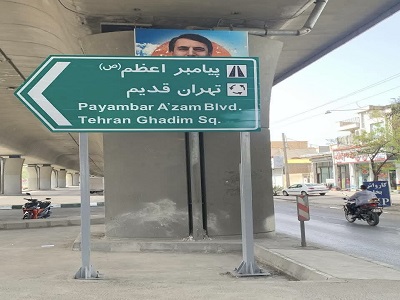 پیامبر اعظم (ص)
تهران قدیم
Payambar A'zam Blvd.
Tehran Ghadim Sq.